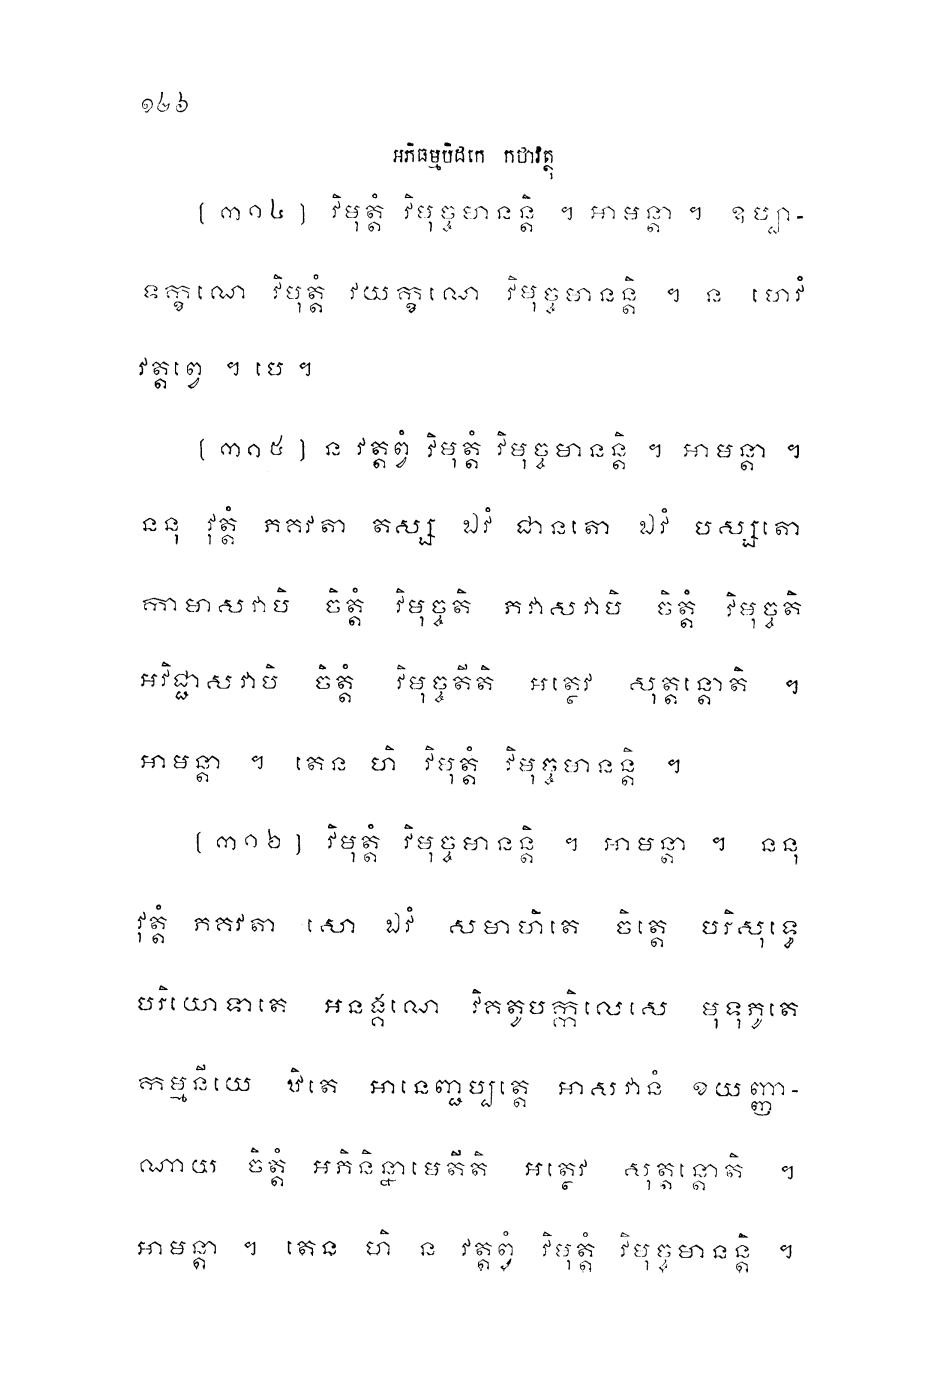 ១៤៦
អភិធម្មបិដកេ កថាវត្ថុ
(៣១៤) វិមុត្តំ វិមុច្ចមានន្តិ ។ អាមន្តា ។ ឧប្បា-
ទក្ខណេ វិមុត្តំ វយក្ខណេ វិមុច្ចមានន្តិ ។ ន ហេវំ
វត្តព្វេ ។ បេ ។
(៣១៥) ន វត្តព្វំ វិមុត្តំ វិមុច្ចមានន្តិ ។ អាមន្តា ។
ននុ វុត្តំ ភគវតា តស្ស ឯវំ ជានតោ ឯវំ បស្សតោ
កាមាសវាបិ ចិត្តំ វិមុច្ចតិ ភវាសវាបិ ចិត្តំ វិមុច្ចតិ
អវិជ្ជាសវាបិ ចិត្តំ វិមុច្ចតីតិ អត្ថេវ សុត្តន្តោតិ ។
អាមន្តា ។ តេន ហិ វិមុត្តំ វិមុច្ចមានន្តិ ។
(៣១៦) វិមុត្តំ វិមុច្ចមានន្តិ ។ អាមន្តា ។ ននុ
វុត្តំ ភគវតា សោ ឯវំ សមាហិតេ ចិត្តេ បរិសុទ្ធេ
បរិយោទាតេ អនង្គណេ វិគតូបក្កិលេសេ មុទុភូតេ
កម្មនីយេ ឋិតេ អានេញ្ជប្បត្តេ អាសវានំ ខយញ្ញា-
ណាយ ចិត្តំ អភិនិន្នាមេតីតិ អត្ថេវ សុត្តន្តោតិ ។
អាមន្តា ។ តេន ហិ ន វត្តព្វំ វិមុត្តំ វិមុច្ចមានន្តិ ។